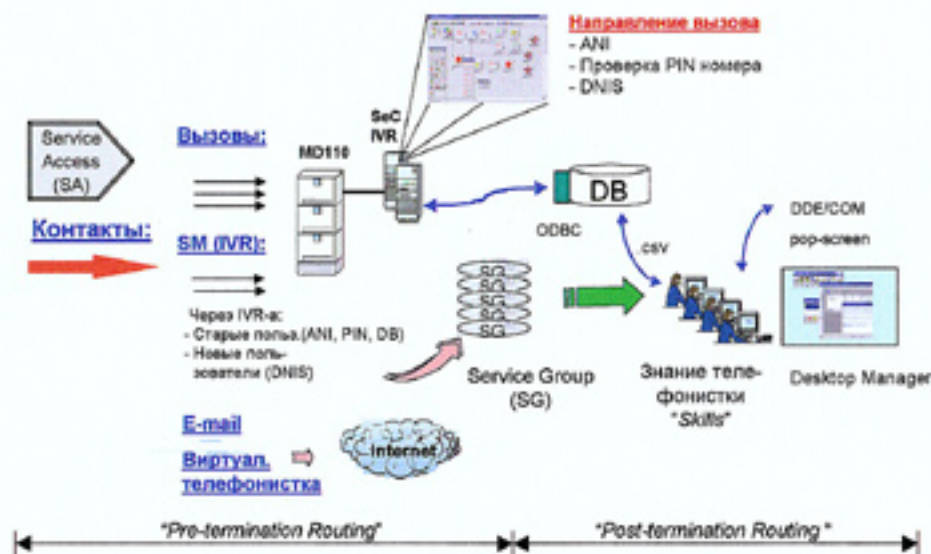 Направление вызова
- ANI
- Проверка PIN номера
- DNIS
SeC
IVR
MD110
Service
Access
(SA)
Вызовы:
Контакты:
SM (IVR):
DB
ODBC
.csv
DDE/COM
pop-screen
SG
SG
SG
SG
SG
Через IVR-а:
- Старые польз.(ANI, PIN, DB)
- Новые поль-
зователи (DNIS)
Service Group
(SG)
Знание теле-
фонистки
"Skills"
Desktop Manager
E-mail
Виртуал.
телефонистка
Internet
"Pre-termination Routing"
"Post-termination Routing "